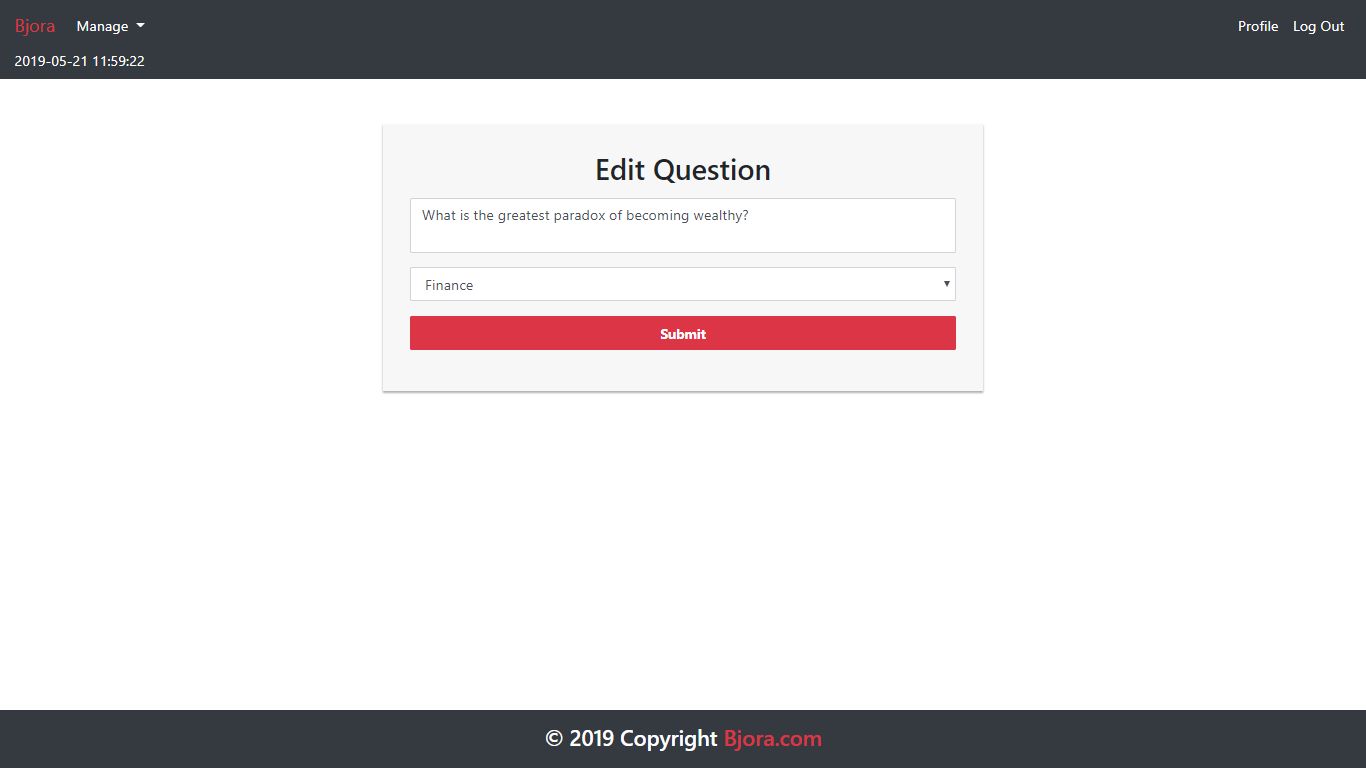 Bjora Manage Profile Log Out
2019-05-21 11:59:22
Edit Question
What is the greatest paradox of becoming wealthy?
Finance
Submit
© 2019 Copyright Bjora.com